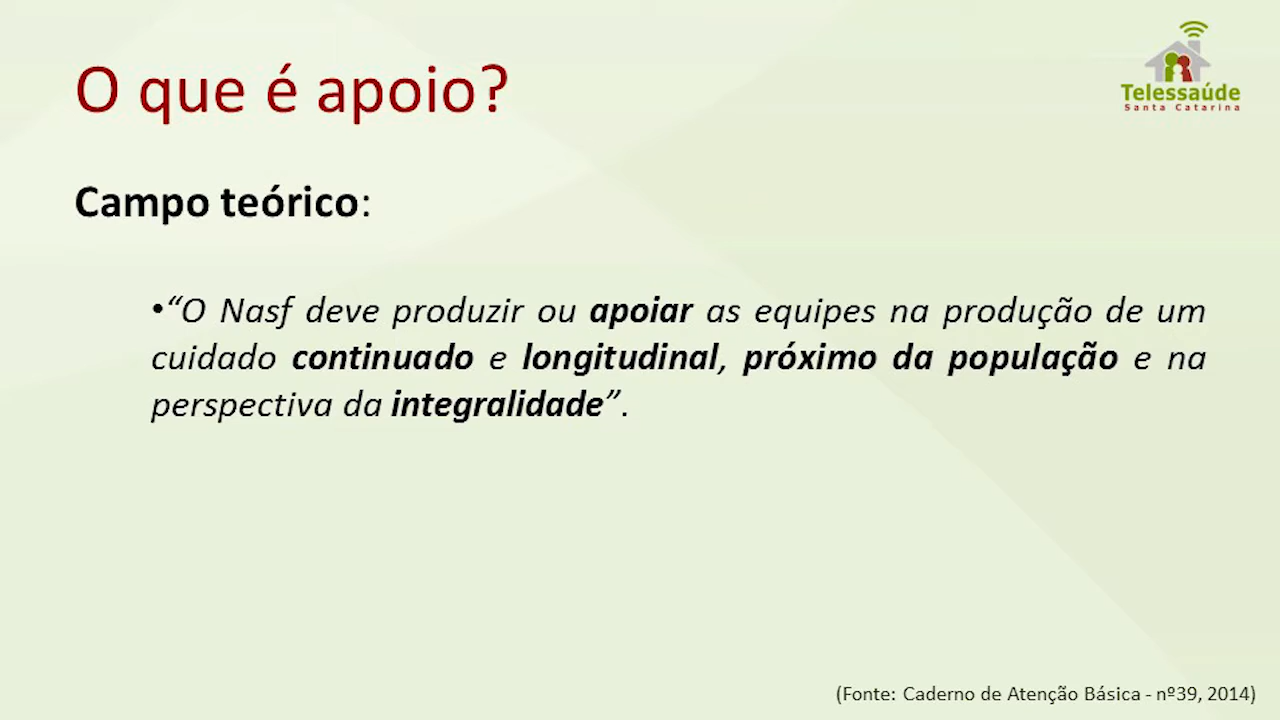 O que é apoio?
Telessaúde
Santa Catarina
Campo teórico:
•“O Nasf deve produzir ou apoiar as equipes na produção de um
cuidado continuado e longitudinal, próximo da população e na
perspectiva da integralidade”.
(Fonte: Caderno de Atenção Básica - nº39, 2014)